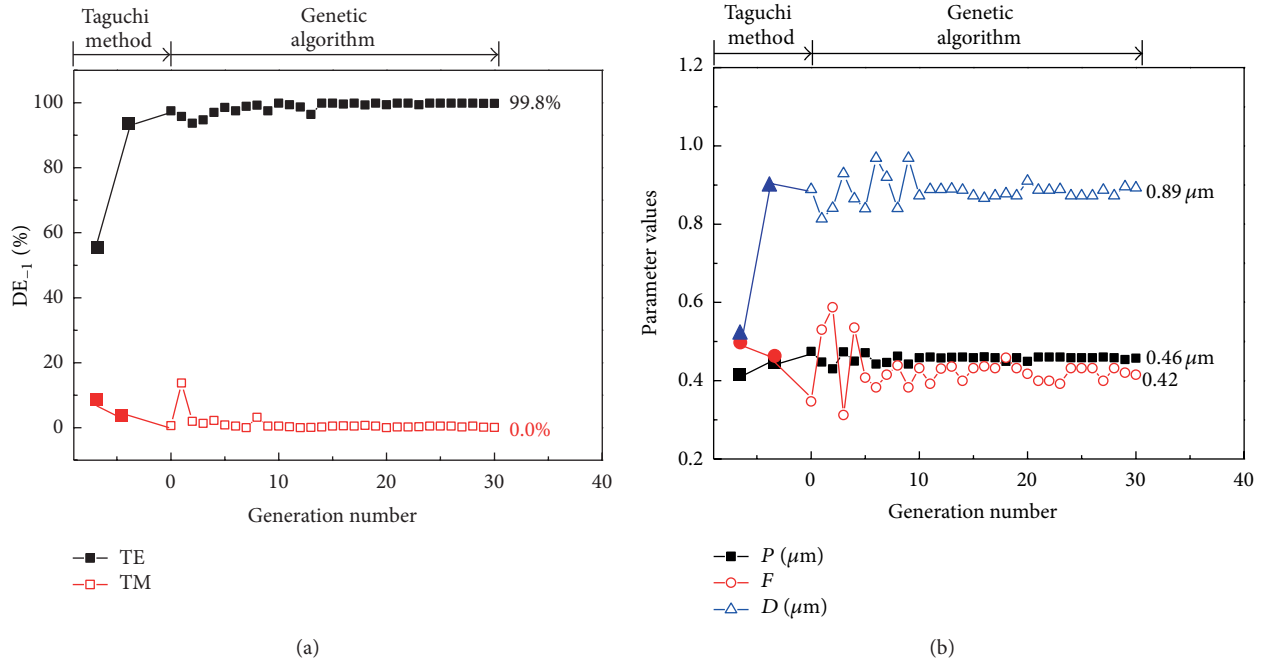 Taguchi
method
Genetic
algorithm
DE−1 (%)
100
80
60
40
20
0
99.8%
0.0%
0
10
20
30
40
Generation number
TE
TM
(a)
Taguchi
method
Genetic
algorithm
Parameter values
1.2
1.0
0.8
0.6
0.4
0.2
0.89 μm
0.46 μm
0.42
0
10
20
30
40
Generation number
P (μm)
F
D (μm)
(b)